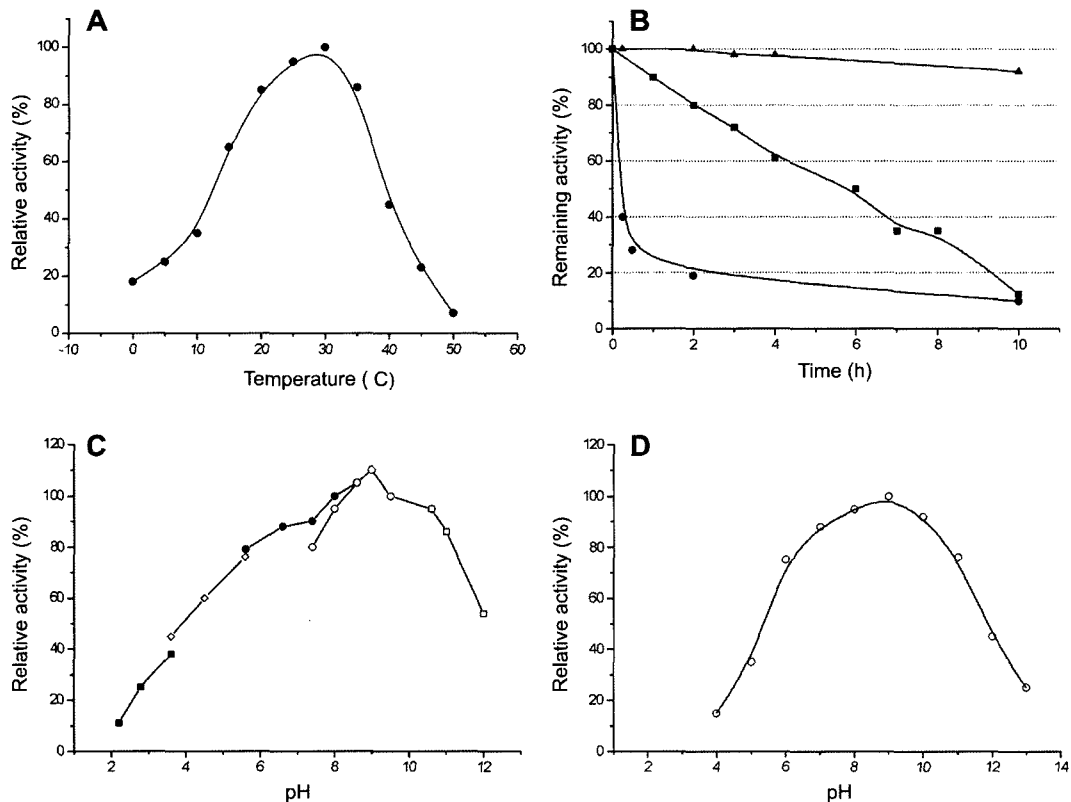 A
Relative activity (%)
100
80
60
40
20
0
-10 0 10 20 30 40 50 60
Temperature ( C)
B
Remaining activity (%)
100
80
60
40
20
0
0 2 4 6 8 10
Time (h)
C
Relative activity (%)
120
100
80
60
40
20
0
2 4 6 8 10 12
pH
D
Relative activity (%)
120
100
80
60
40
20
0
2 4 6 8 10 12 14
pH